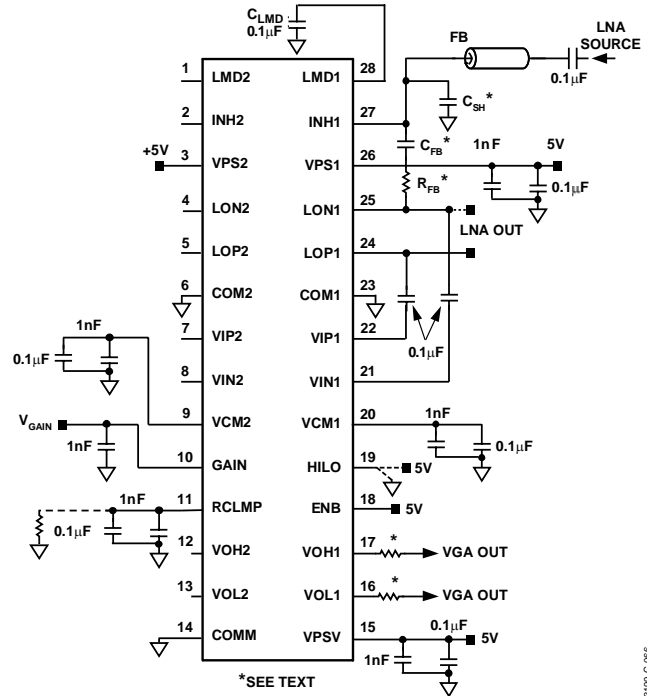 CLMD
0.1µF
FB
LNA
SOURCE
0.1µF
1 LMD2
LMD1 28
CSH*
2 INH2
INH1 27
CFB*
1nF
5V
+5V
3 VPS2
VPS1 26
0.1µF
RFB*
4 LON2
LON1 25
LNA OUT
5 LOP2
LOP1 24
6 COM2
COM1 23
1nF
0.1µF
7 VIP2
VIP1 22
0.1µF
8 VIN2
VIN1 21
9 VCM2
VCM1 20
1nF
0.1µF
VGAIN
1nF
10 GAIN
HILO 19
5V
11 RCLMP
ENB 18
5V
1nF
0.1µF
12 VOH2
VOH1 17
*
VGA OUT
13 VOL2
VOL1 16
*
VGA OUT
14 COMM
VPSV 15
0.1µF
5V
1nF
*SEE TEXT